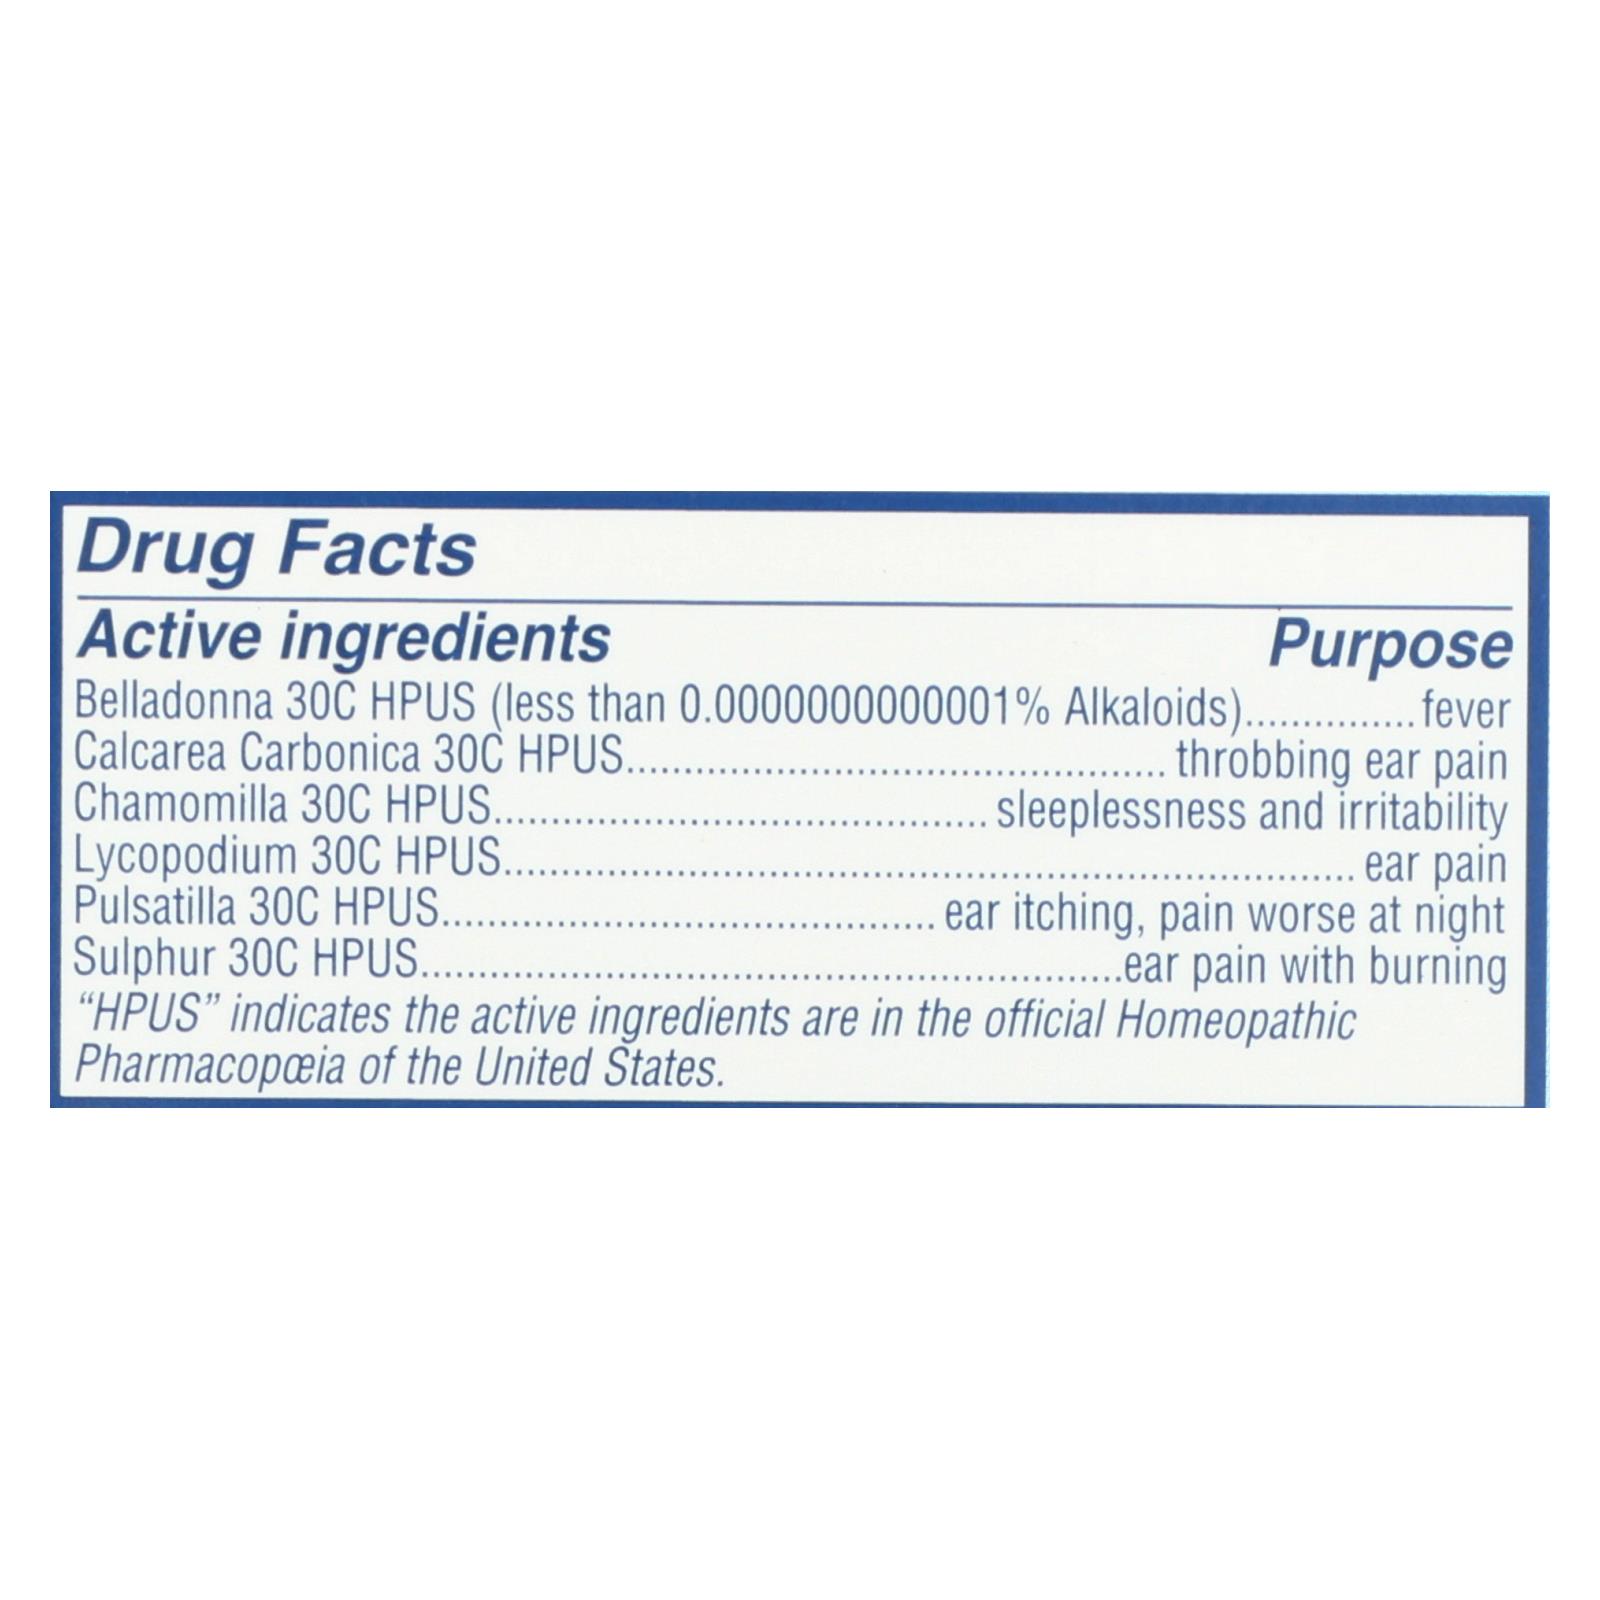 Drug Facts
Active ingredients Purpose
Belladonna 30C HPUS (less than 0.0000000000001% Alkaloids)............... fever
Calcarea Carbonica 30C HPUS............................................... throbbing ear pain
Chamomilla 30C HPUS........................................... sleeplessness and irritability
Lycopodium 30C HPUS.......................................................................... ear pain
Pulsatilla 30C HPUS........................................... ear itching, pain worse at night
Sulphur 30C HPUS.............................................................ear pain with burning
“HPUS” indicates the active ingredients are in the official Homeopathic
Pharmacopœia of the United States.